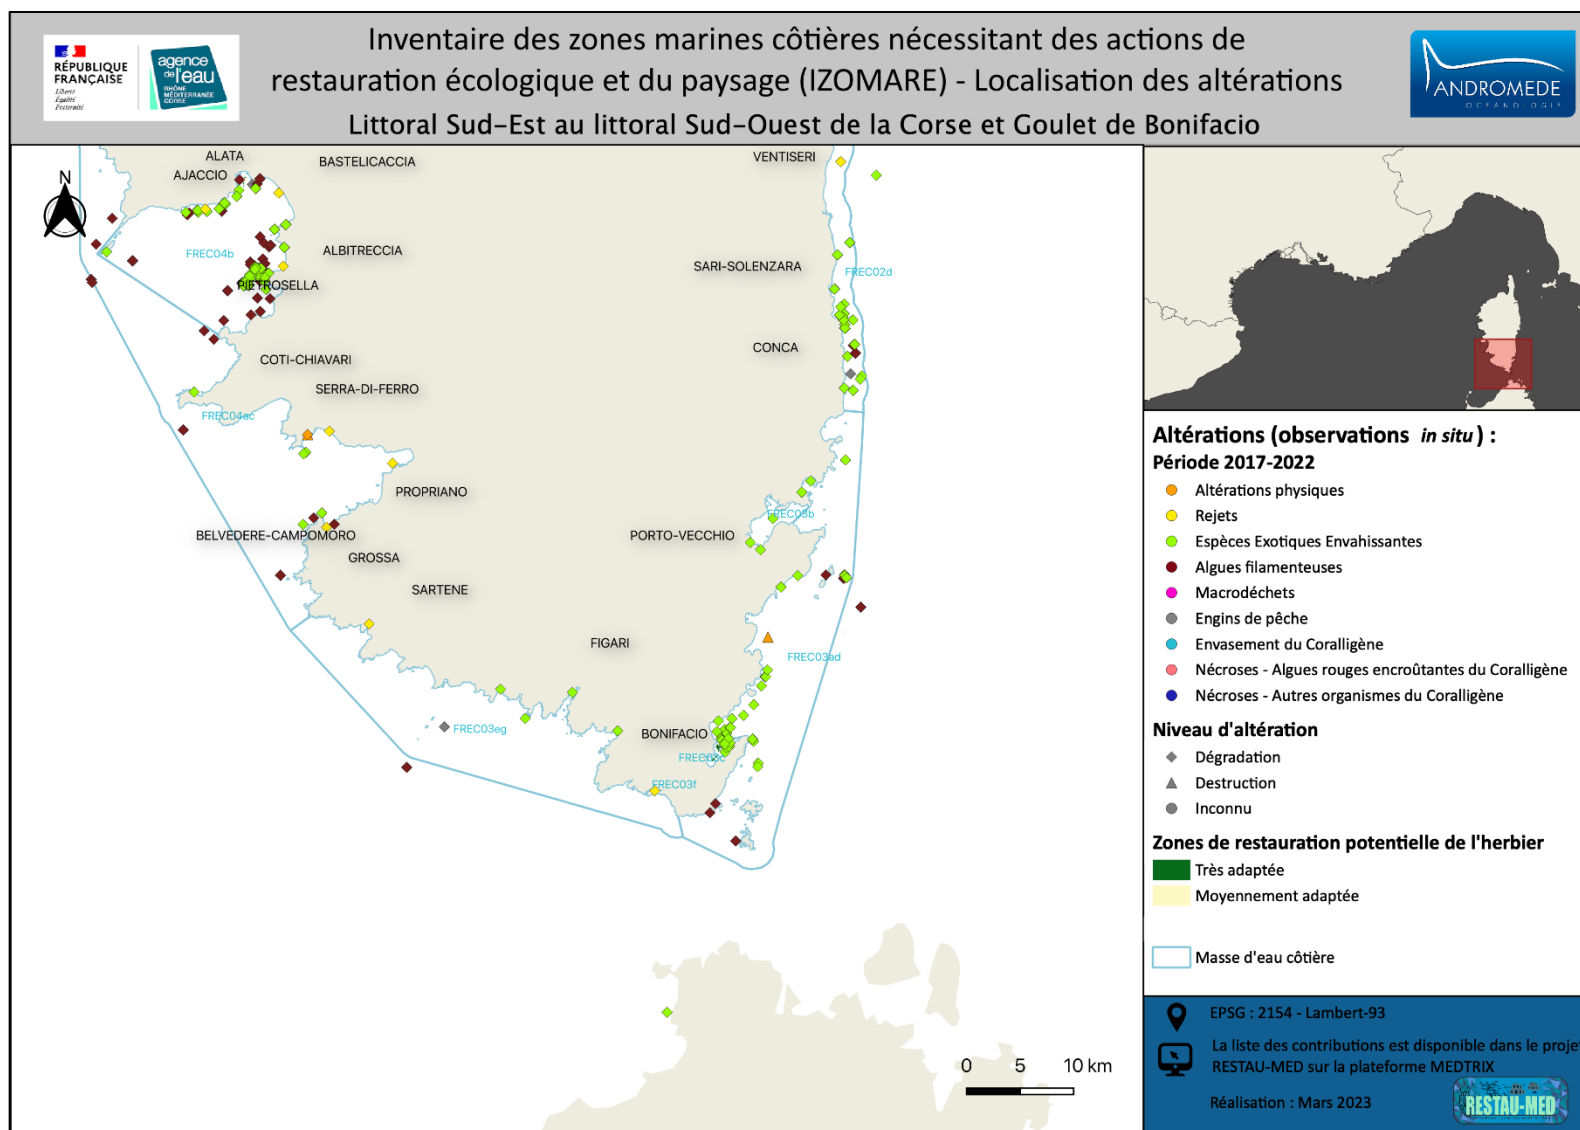 Inventaire des zones marines côtières nécessitant des actions de
restauration écologique et du paysage (IZOMARE) - Localisation des altérations
Littoral Sud-Est au littoral Sud-Ouest de la Corse et Goulet de Bonifacio
RÉPUBLIQUE
FRANÇAISE
Liberté
Égalité
Fraternité
agence
de l'eau
RHÔNE
MÉDITERRANÉE
CORSE
ANDROMEDE
OCEANOLOGIE
N
ALATA
BASTELICACCIA
VENTISERI
AJACCIO
FREC04b
ALBITRECCIA
SARI-SOLENZARA
FREC02d
PIETROSELLA
CONCA
COTI-CHIAVARI
SERRA-DI-FERRO
FREC04ac
PROPRIANO
FREC03b
BELVEDERE-CAMPOMORO
PORTO-VECCHIO
GROSSA
SARTENE
FIGARI
FREC03ad
FREC03eg
BONIFACIO
FREC03c
FREC03f
0 5 10 km
Altérations (observations in situ) :
Période 2017-2022
Altérations physiques
Rejets
Espèces Exotiques Envahissantes
Algues filamenteuses
Macrodéchets
Engins de pêche
Envasement du Coralligène
Nécroses - Algues rouges encroûtantes du Coralligène
Nécroses - Autres organismes du Coralligène
Niveau d'altération
Dégradation
Destruction
Inconnu
Zones de restauration potentielle de l'herbier
Très adaptée
Moyennement adaptée
Masse d'eau côtière
EPSG : 2154 - Lambert-93
La liste des contributions est disponible dans le projet
RESTAU-MED sur la plateforme MEDTRIX
Réalisation : Mars 2023
RESTAU-MED